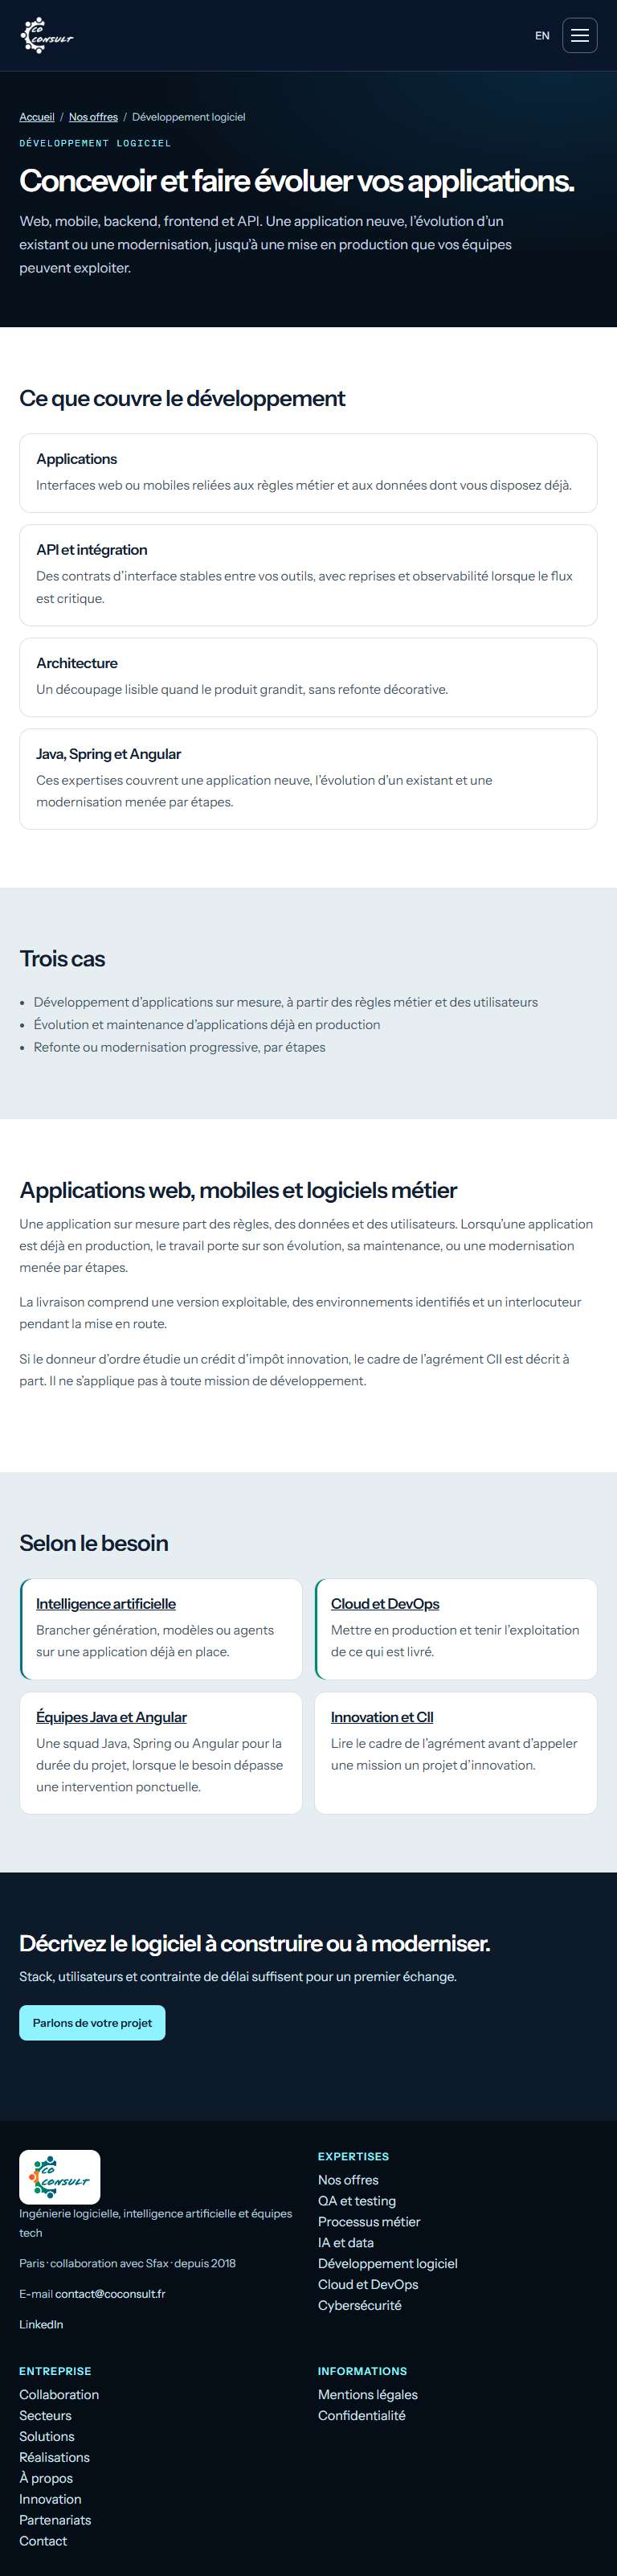 CO
CONSULT
EN
Accueil / Nos offres / Développement logiciel
DÉVELOPPEMENT LOGICIEL
Concevoir et faire évoluer vos applications.
Web, mobile, backend, frontend et API. Une application neuve, l’évolution d’un
existant ou une modernisation, jusqu’à une mise en production que vos équipes
peuvent exploiter.
Ce que couvre le développement
Applications
Interfaces web ou mobiles reliées aux règles métier et aux données dont vous disposez déjà.
API et intégration
Des contrats d’interface stables entre vos outils, avec reprises et observabilité lorsque le flux
est critique.
Architecture
Un découpage lisible quand le produit grandit, sans refonte décorative.
Java, Spring et Angular
Ces expertises couvrent une application neuve, l’évolution d’un existant et une
modernisation menée par étapes.
Trois cas
• Développement d’applications sur mesure, à partir des règles métier et des utilisateurs
• Évolution et maintenance d’applications déjà en production
• Refonte ou modernisation progressive, par étapes
Applications web, mobiles et logiciels métier
Une application sur mesure part des règles, des données et des utilisateurs. Lorsqu’une application
est déjà en production, le travail porte sur son évolution, sa maintenance, ou une modernisation
menée par étapes.
La livraison comprend une version exploitable, des environnements identifiés et un interlocuteur
pendant la mise en route.
Si le donneur d’ordre étudie un crédit d’impôt innovation, le cadre de l’agrément CII est décrit à
part. Il ne s’applique pas à toute mission de développement.
Selon le besoin
Intelligence artificielle
Brancher génération, modèles ou agents
sur une application déjà en place.
Cloud et DevOps
Mettre en production et tenir l’exploitation
de ce qui est livré.
Équipes Java et Angular
Une squad Java, Spring ou Angular pour la
durée du projet, lorsque le besoin dépasse
une intervention ponctuelle.
Innovation et CII
Lire le cadre de l’agrément avant d’appeler
une mission un projet d’innovation.
Décrivez le logiciel à construire ou à moderniser.
Stack, utilisateurs et contrainte de délai suffisent pour un premier échange.
Parlons de votre projet
CO
CONSULT
Ingénierie logicielle, intelligence artificielle et équipes
tech
Paris · collaboration avec Sfax · depuis 2018
E-mail contact@coconsult.fr
LinkedIn
EXPERTISES
Nos offres
QA et testing
Processus métier
IA et data
Développement logiciel
Cloud et DevOps
Cybersécurité
ENTREPRISE
Collaboration
Secteurs
Solutions
Réalisations
À propos
Innovation
Partenariats
Contact
INFORMATIONS
Mentions légales
Confidentialité